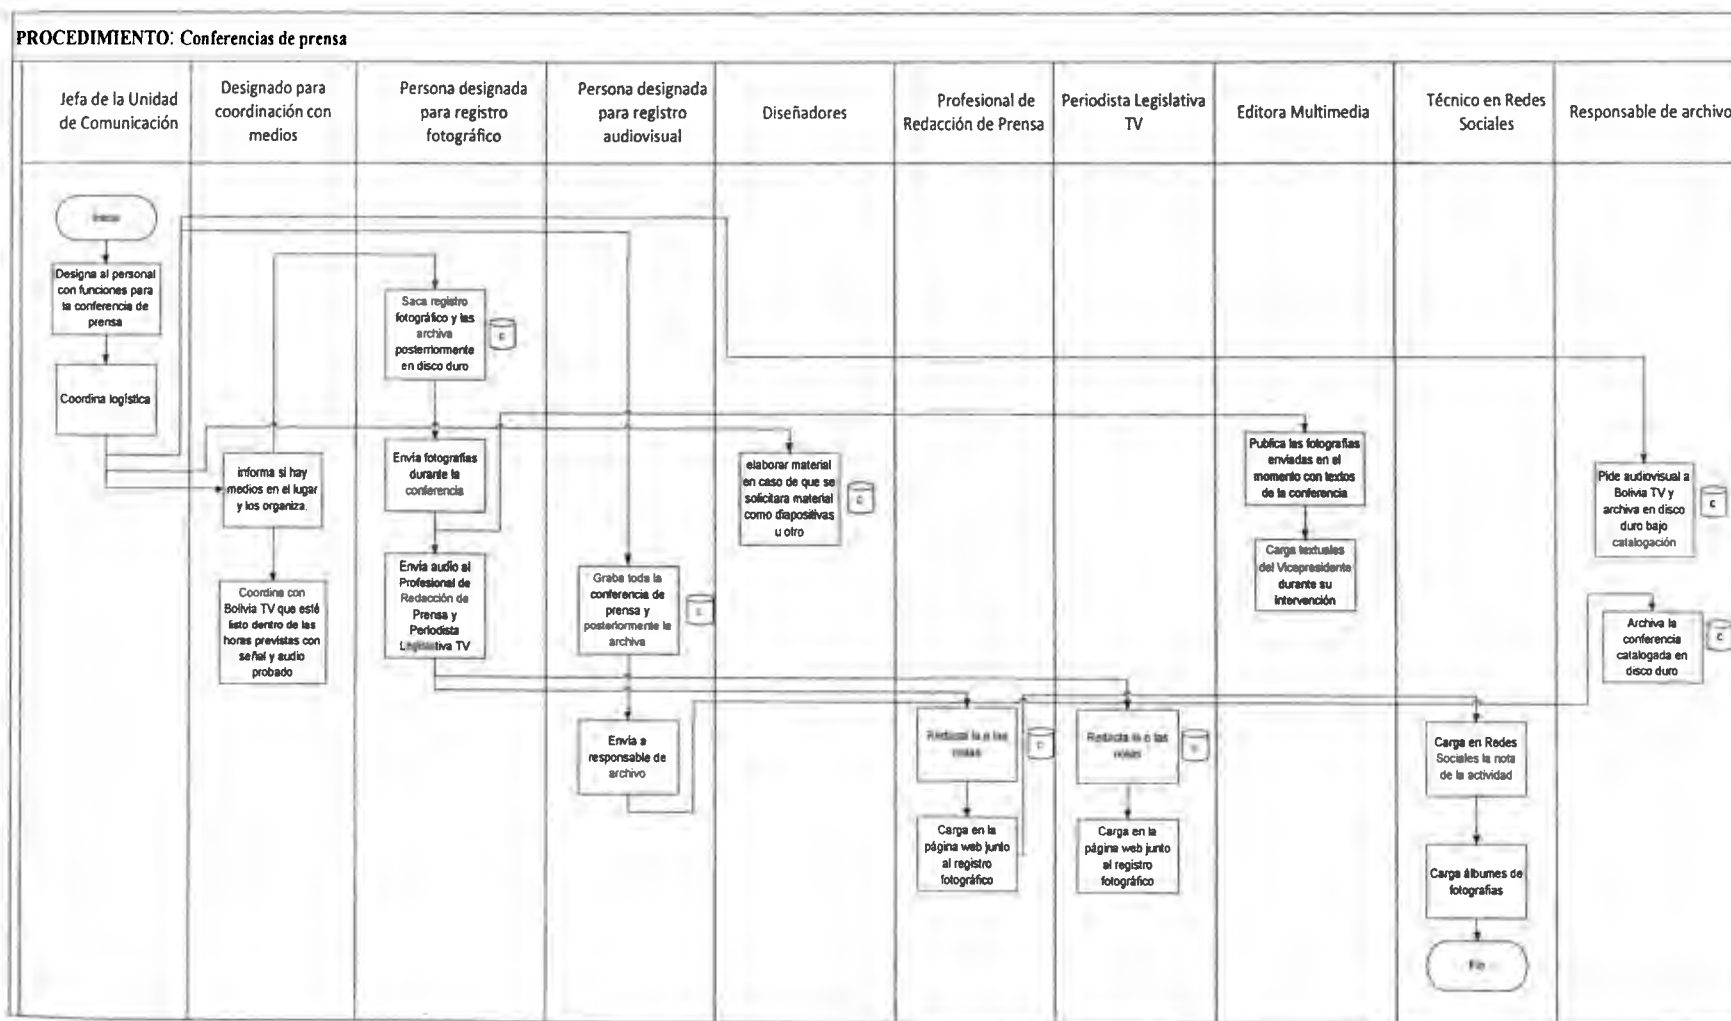 PROCEDIMIENTO: Conferencias de prensa
Jefa de la Unidad
de Comunicación
Designado para
coordinación con
medios
Persona designada
para registro
fotográfico
Persona designada
para registro
audiovisual
Diseñadores
Profesional de
Redacción de Prensa
Periodista Legislativa
TV
Editora Multimedia
Técnico en Redes
Sociales
Responsable de archivo
Inicio
Designa al personal
con funciones para
la conferencia de
prensa
Coordina logística
informa si hay
medios en el lugar
y los organiza.
Coordina con
Bolivia TV que esté
listo dentro de las
horas previstas con
señal y audio
probado
Saca registro
fotográfico y las
archiva
posterriormente
en disco duro
C
Envía fotografías
durante la
conferencia
Envía audio al
Profesional de
Redacción de
Prensa y
Periodista
Legislativa TV
Graba toda la
conferencia de
prensa y
posteriormente la
archiva
C
Envía a
responsable de
archivo
elaborar material
en caso de que se
solicitara material
como diapositivas
u otro
C
Redacta la o las
notas
C
Carga en la
página web junto
al registro
fotográfico
Redacta la o las
notas
C
Carga en la
página web junto
al registro
fotográfico
Publica las fotografías
enviadas en el
momento con textos
de la conferencia
Carga textuales
del Vicepresidente
durante su
intervención
Carga en Redes
Sociales la nota
de la actividad
Carga álbumes de
fotografías
Fin
Pide audiovisual a
Bolivia TV y
archiva en disco
duro bajo
catalogación
C
Archiva la
conferencia
catalogada en
disco duro
C